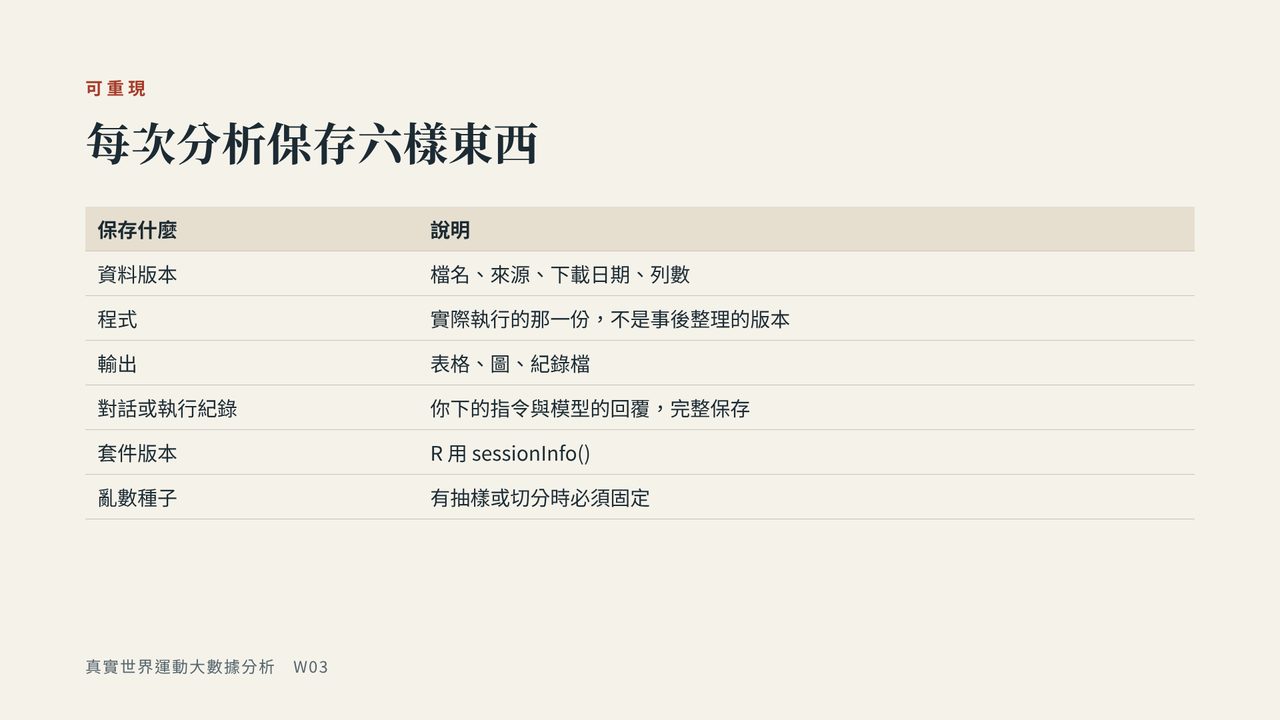 可重現
每次分析保存六樣東西
保存什麼 說明
資料版本 檔名、來源、下載日期、列數
程式 實際執行的那一份，不是事後整理的版本
輸出 表格、圖、紀錄檔
對話或執行紀錄 你下的指令與模型的回覆，完整保存
套件版本 R 用 sessionInfo()
亂數種子 有抽樣或切分時必須固定
真實世界運動大數據分析 W03